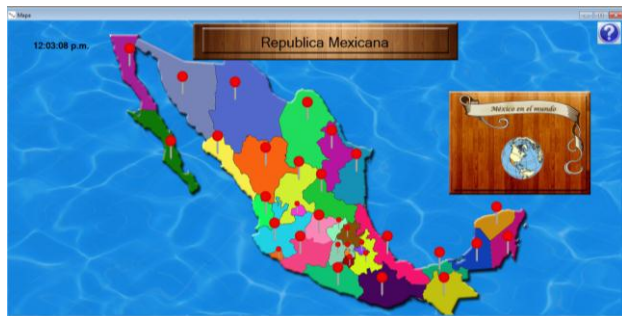 Mapa
12:03:08 p.m.
Republica Mexicana
?
México en el mundo